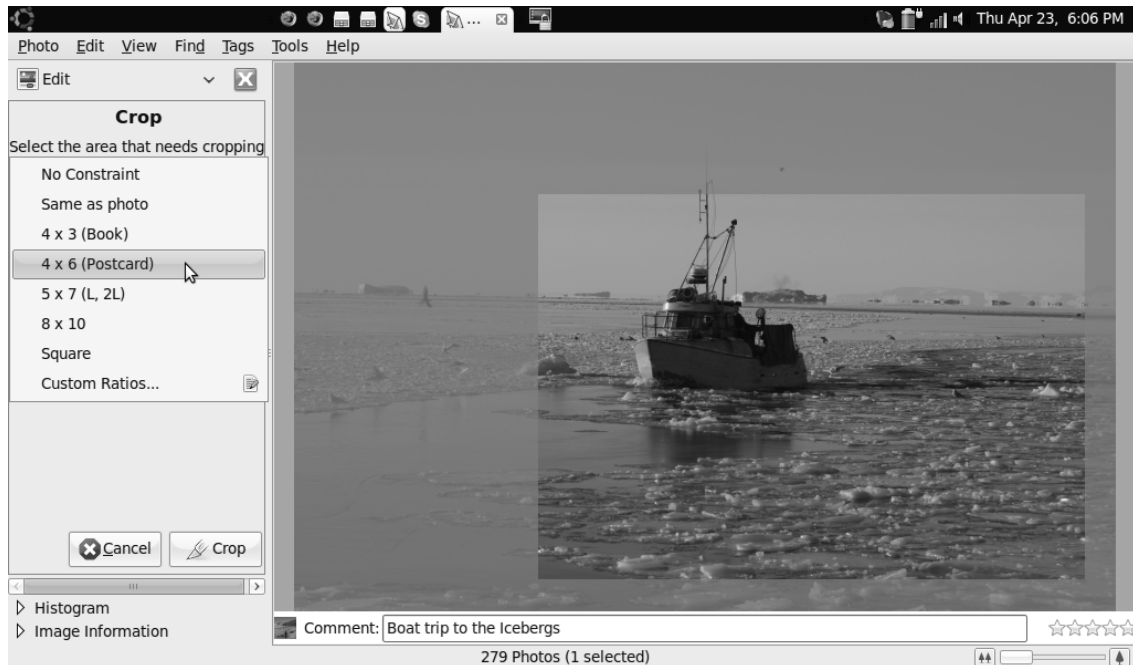 ... Thu Apr 23, 6:06 PM
Photo Edit View Find Tags Tools Help
Edit
Crop
Select the area that needs cropping
No Constraint
Same as photo
4 x 3 (Book)
4 x 6 (Postcard)
5 x 7 (L, 2L)
8 x 10
Square
Custom Ratios...
Cancel Crop
Histogram
Image Information
Comment: Boat trip to the Icebergs
279 Photos (1 selected)